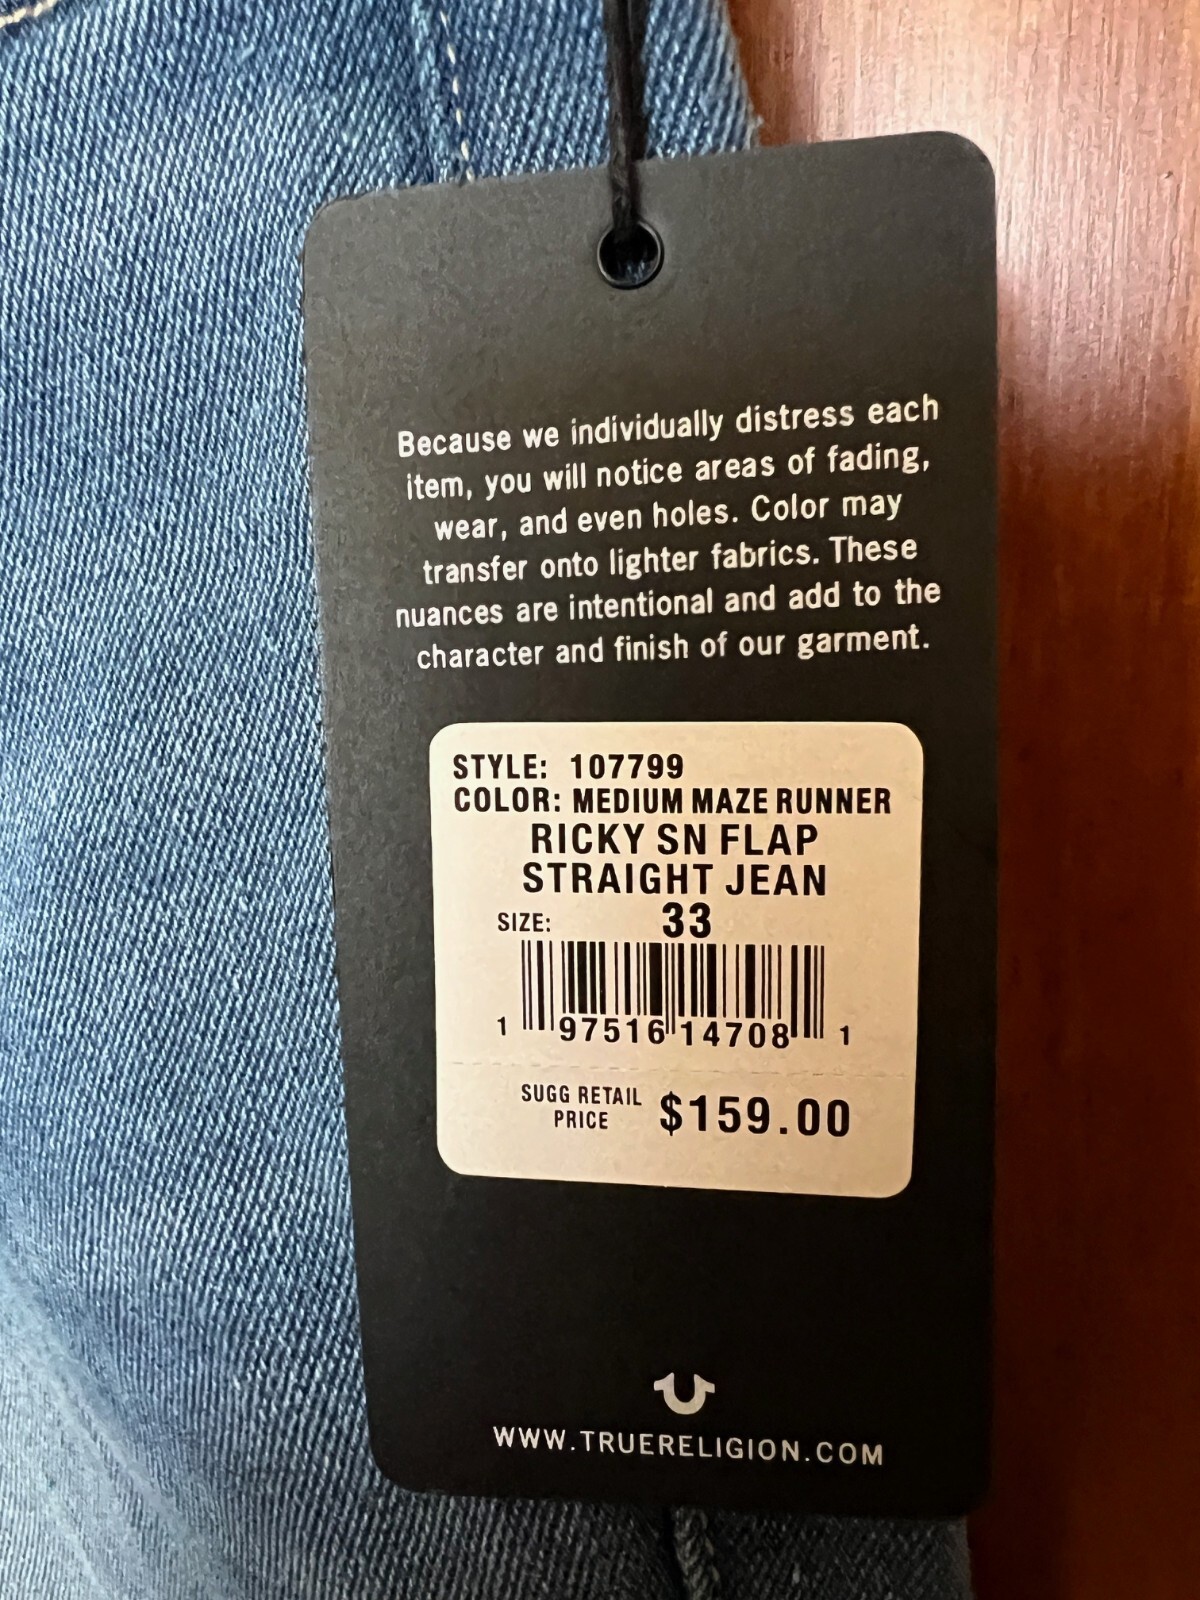 Because we individually distress each
item, you will notice areas of fading,
wear, and even holes. Color may
transfer onto lighter fabrics. These
nuances are intentional and add to the
character and finish of our garment.
STYLE: 107799
COLOR: MEDIUM MAZE RUNNER
RICKY SN FLAP
STRAIGHT JEAN
SIZE: 33
1 97516 14708 1
SUGG RETAIL
PRICE $159.00
WWW.TRUERELIGION.COM